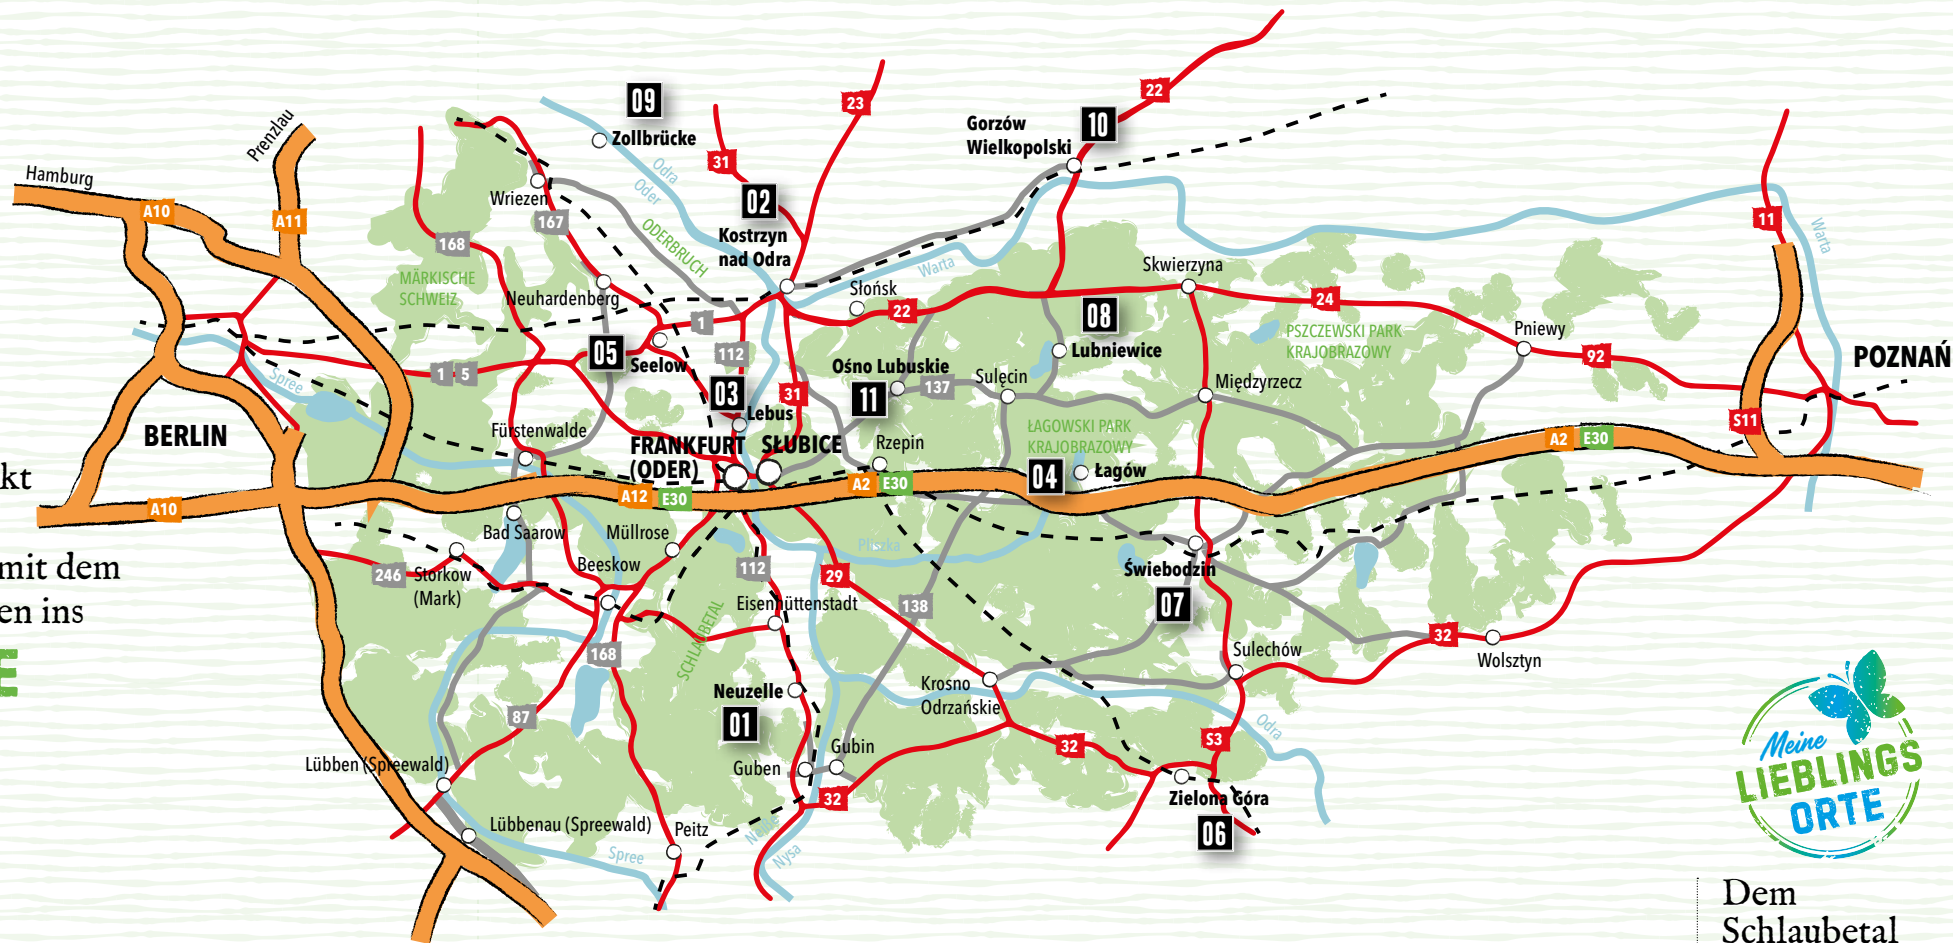 09
Zollbrücke
Prenzlau
Hamburg
A10
A11
Wriezen
167
168
MÄRKISCHE
SCHWEIZ
Neuhardenberg
ODERBRUCH
Odra
Oder
31
23
02
Kostrzyn
nad Odra
Gorzów
Wielkopolski
10
22
11
Warta
Warta
Słońsk
22
Skwierzyna
24
08
Lubniewice
PSZCZEWSKI PARK
KRAJOBRAZOWY
Pniewy
92
POZNAŃ
1
112
05
Seelow
1
5
Spree
03
Lebus
31
Ośno Lubuskie
11
137
Sulęcin
Międzyrzecz
S11
BERLIN
Fürstenwalde
FRANKFURT
(ODER)
SŁUBICE
Rzepin
ŁAGOWSKI PARK
KRAJOBRAZOWY
04
Łagów
A2
E30
kt
A10
A12
E30
A2
E30
Bad Saarow
Müllrose
Pliszka
mit dem
en ins
E
246
Storkow
(Mark)
Beeskow
112
29
Eisenhüttenstadt
138
Świebodzin
07
SCHLAUBETAL
168
32
Wolsztyn
Sulechów
Neuzelle
01
Krosno
Odrzańskie
87
Odra
S3
32
Gubin
Guben
32
Lübben (Spreewald)
Zielona Góra
06
Lübbenau (Spreewald)
Peitz
Spree
Neiße
Nysa
Meine
LIEBLINGS
ORTE
Dem
Schlaubetal